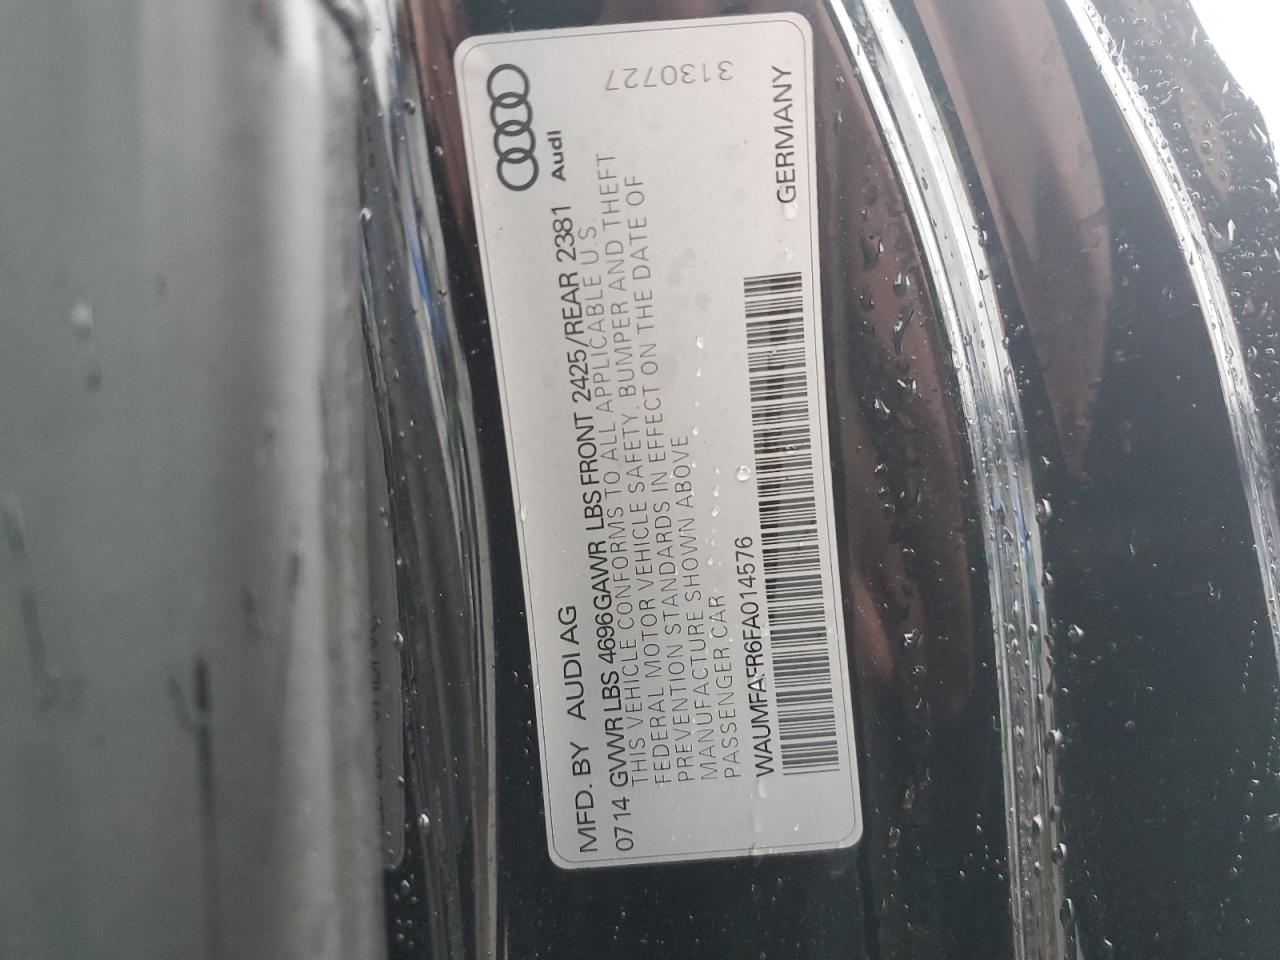 Audi
3130727
MFD. BY AUDI AG
0714 GVWR LBS 4696 GAWR LBS FRONT 2425/REAR 2381
THIS VEHICLE CONFORMS TO ALL APPLICABLE U.S.
FEDERAL MOTOR VEHICLE SAFETY, BUMPER AND THEFT
PREVENTION STANDARDS IN EFFECT ON THE DATE OF
MANUFACTURE SHOWN ABOVE
PASSENGER CAR
WAUMFAFR6FA014576
GERMANY